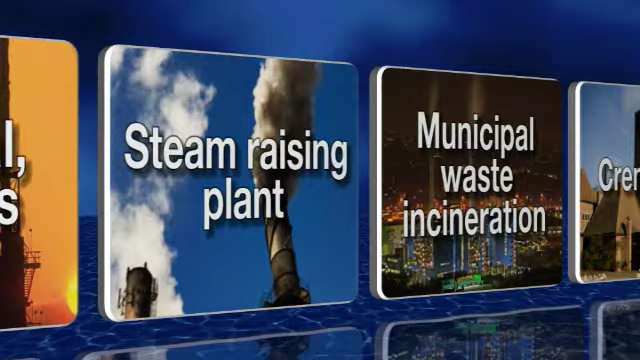 Steam raising
plant
Municipal
waste
incineration